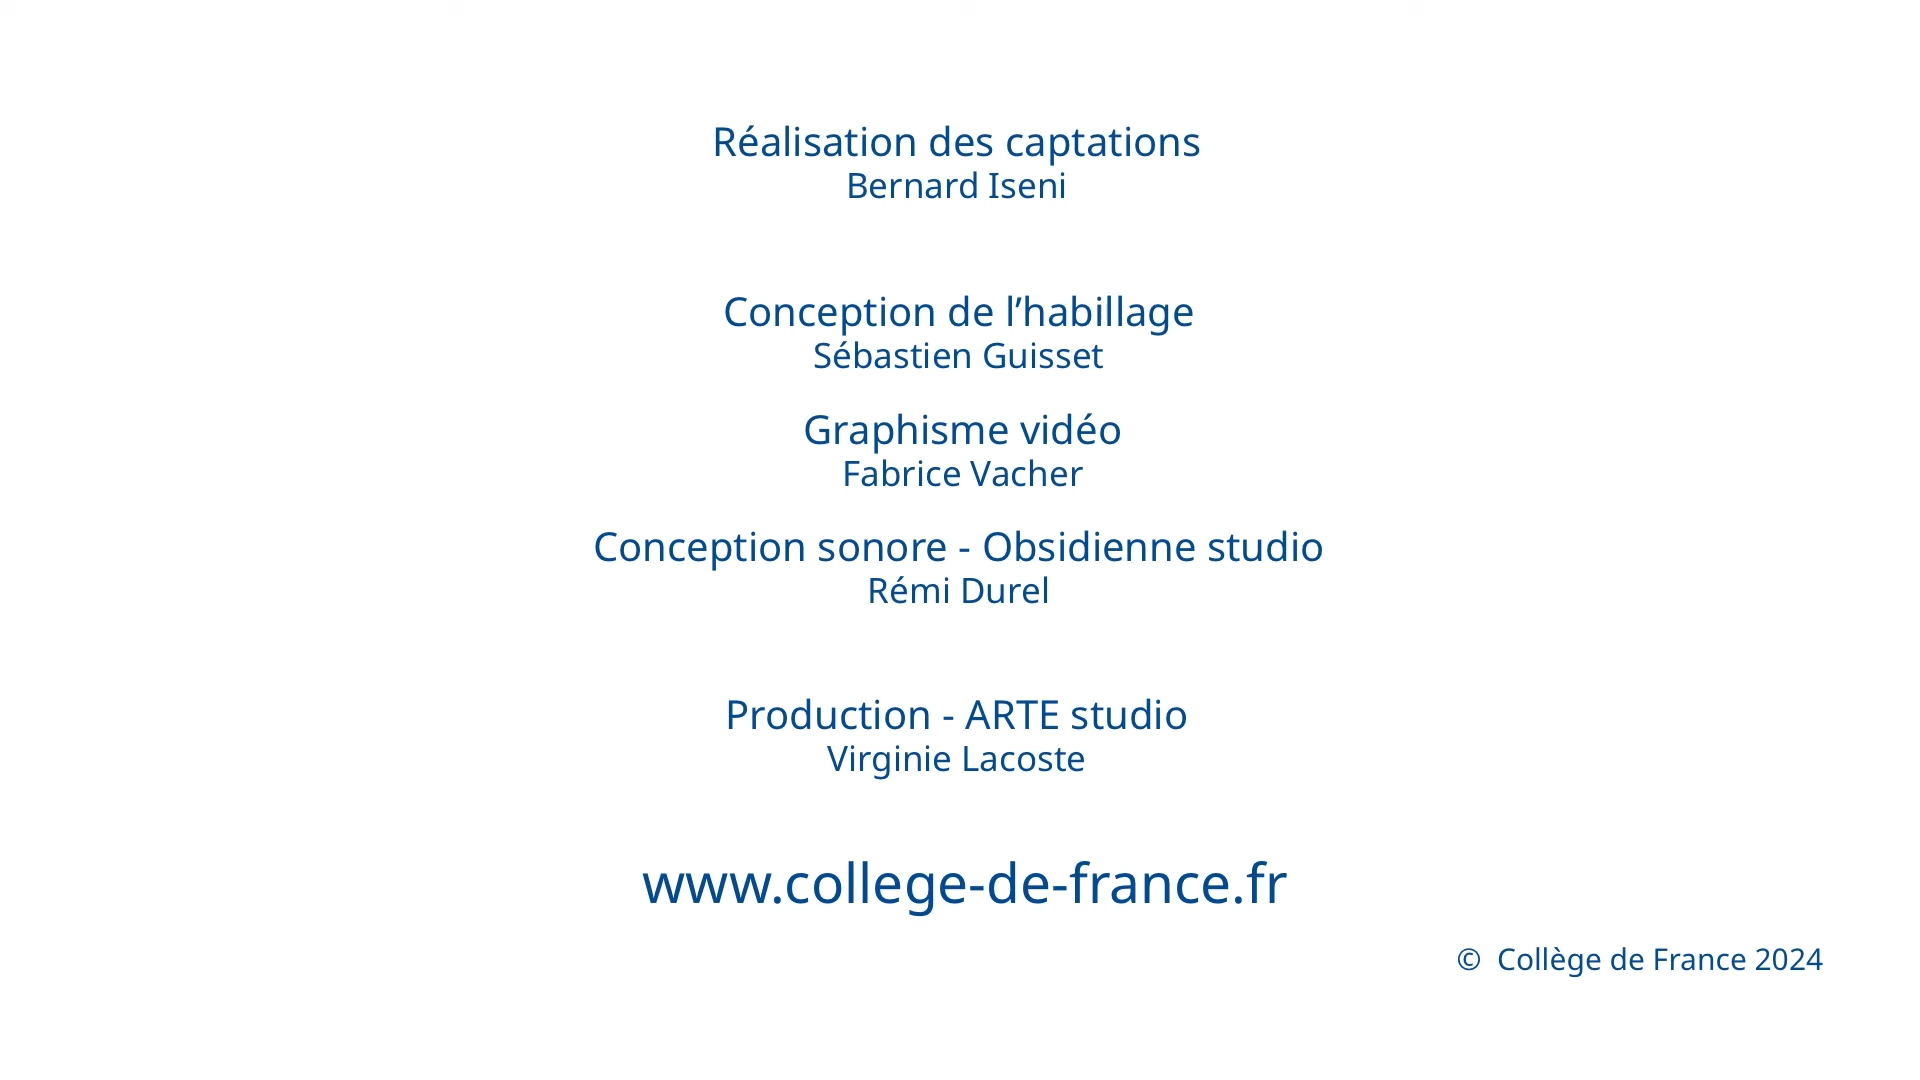 Réalisation des captations
Bernard Iseni
Conception de l’habillage
Sébastien Guisset
Graphisme vidéo
Fabrice Vacher
Conception sonore - Obsidienne studio
Rémi Durel
Production - ARTE studio
Virginie Lacoste
www.college-de-france.fr
© Collège de France 2024